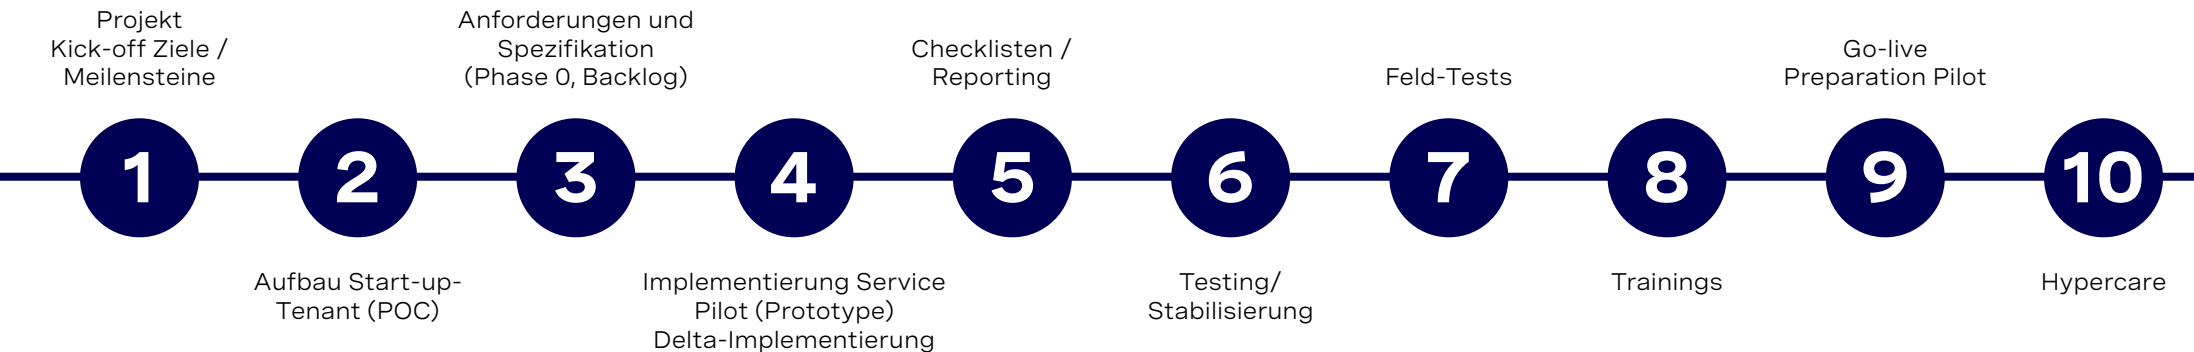 Projekt
Kick-off Ziele /
Meilensteine
1
Aufbau Start-up-
Tenant (POC)
2
Anforderungen und
Spezifikation
(Phase 0, Backlog)
3
Implementierung Service
Pilot (Prototype)
Delta-Implementierung
4
Checklisten /
Reporting
5
Testing/
Stabilisierung
6
Feld-Tests
7
Trainings
8
Go-live
Preparation Pilot
9
Hypercare
10